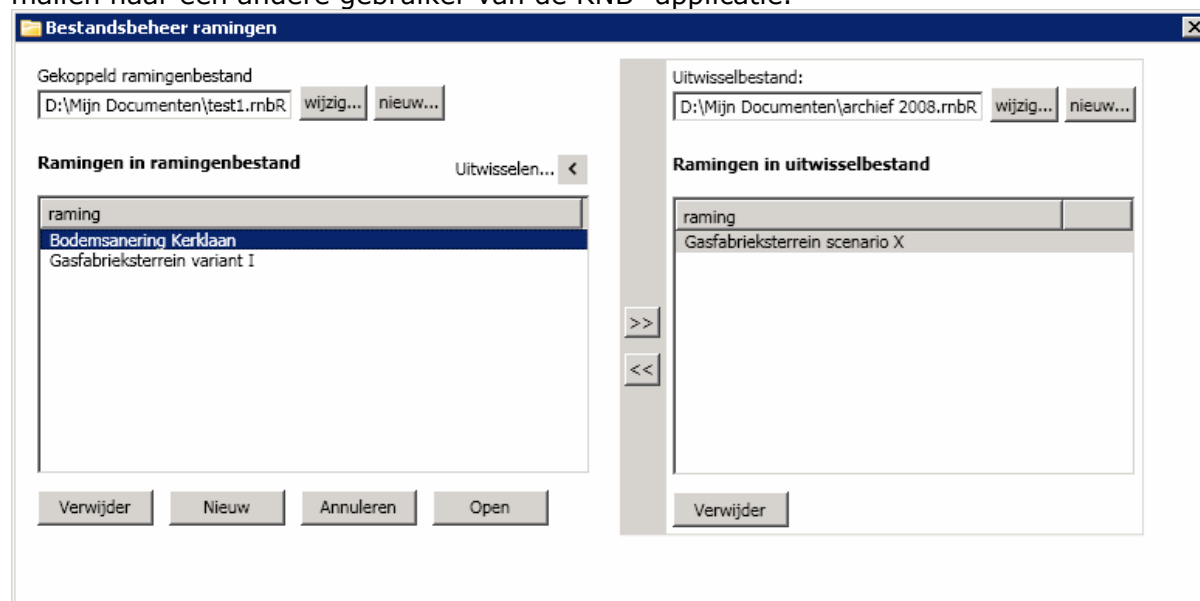 mailen naar een andere gebruiker van de RNB- applicatie.
Bestandsbeheer ramingen
Gekoppeld ramingenbestand
D:\Mijn Documenten\test1.rnbR wijzig... nieuw...
Ramingen in ramingenbestand Uitwisselen... <
raming
Bodemsanering Kerklaan
Gasfabrieksterrein variant I
Verwijder Nieuw Annuleren Open
>>
<<
Uitwisselbestand:
D:\Mijn Documenten\archief 2008.rnbR wijzig... nieuw...
Ramingen in uitwisselbestand
raming
Gasfabrieksterrein scenario X
Verwijder